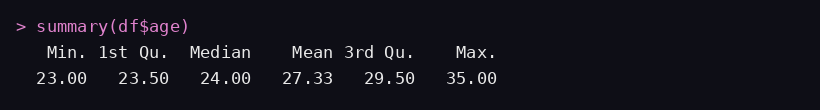 > summary(df$age)
   Min. 1st Qu.  Median    Mean 3rd Qu.    Max.
  23.00   23.50   24.00   27.33   29.50   35.00